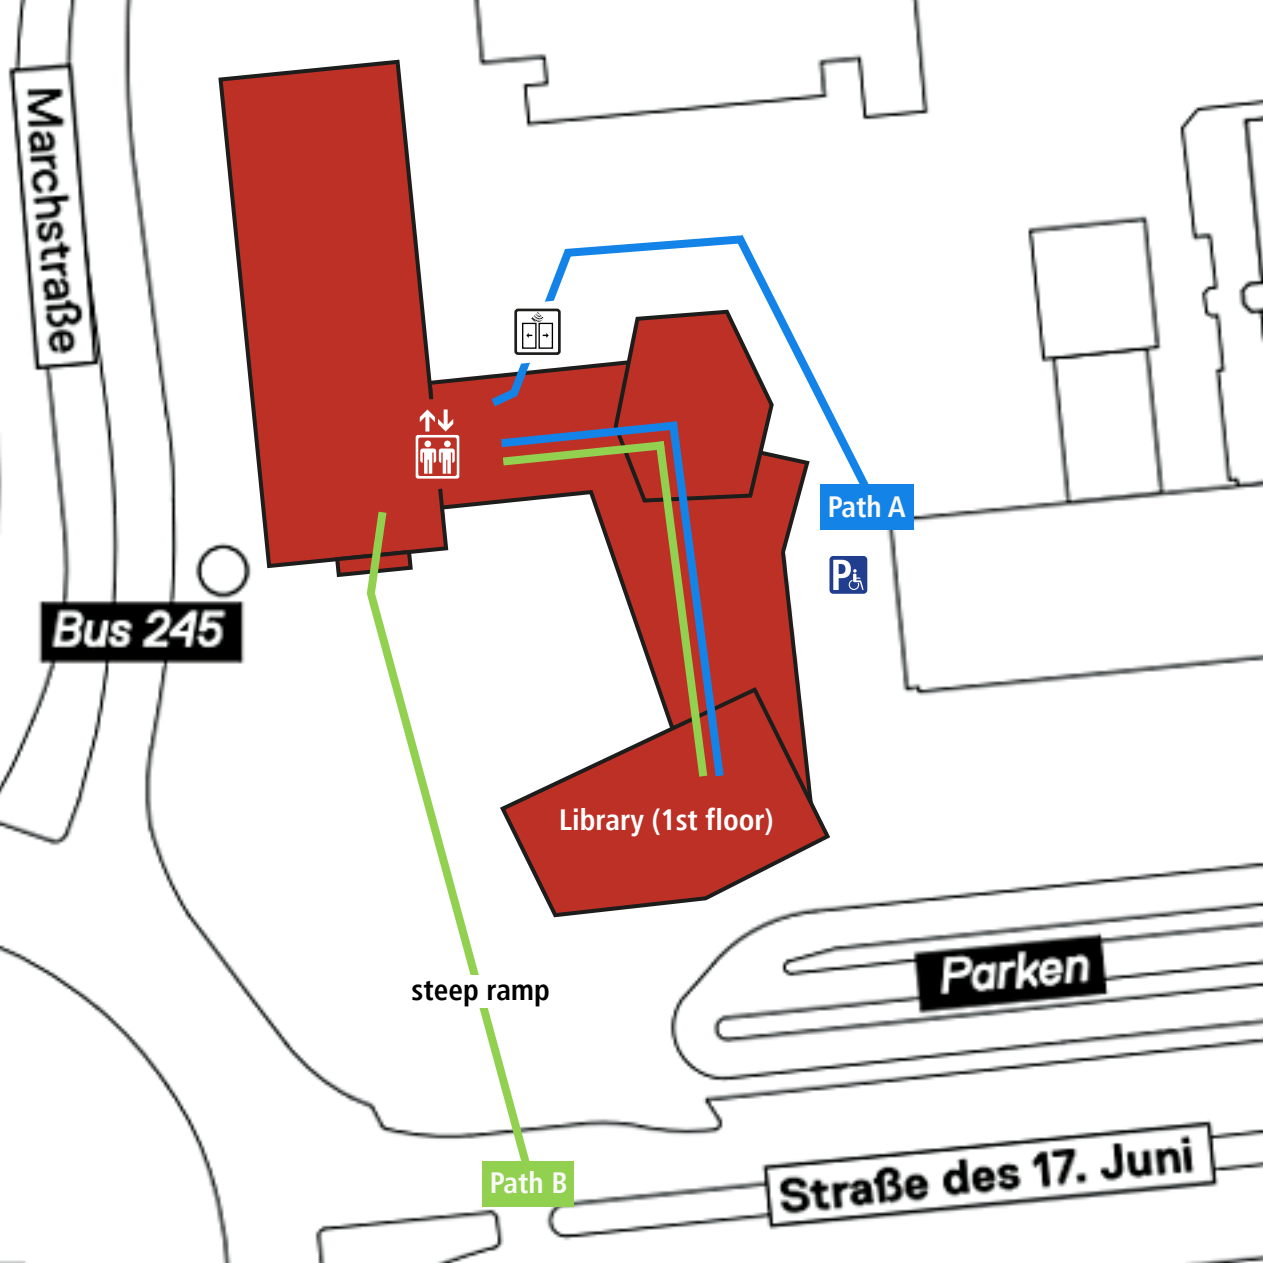 Marchstraße
Path A
P
Bus 245
Library (1st floor)
Parken
steep ramp
Straße des 17. Juni
Path B